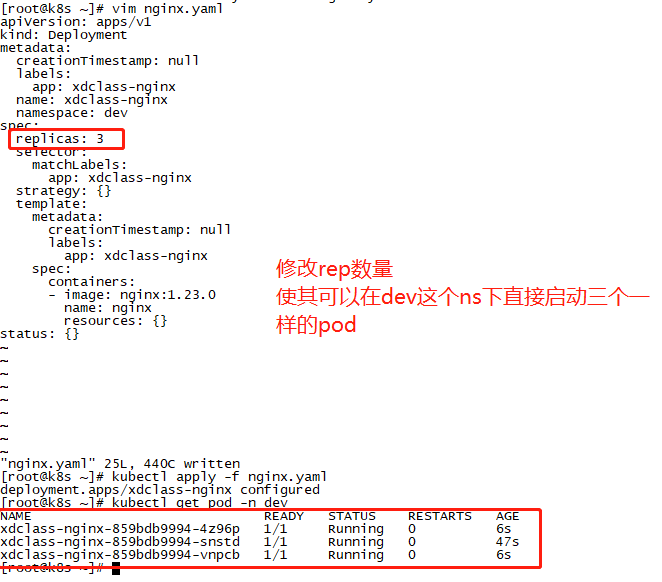 [root@k8s ~]# vim nginx.yaml
apiVersion: apps/v1
kind: Deployment
metadata:
  creationTimestamp: null
  labels:
    app: xdclass-nginx
  name: xdclass-nginx
  namespace: dev
spec:
  replicas: 3
  selector:
    matchLabels:
      app: xdclass-nginx
  strategy: {}
  template:
    metadata:
      creationTimestamp: null
      labels:
        app: xdclass-nginx
    spec:
      containers:
      - image: nginx:1.23.0
        name: nginx
        resources: {}
status: {}
~
~
~
~
~
~
~
~
~
修改rep数量
使其可以在dev这个ns下直接启动三个一
样的pod
"nginx.yaml" 25L, 440C written
[root@k8s ~]# kubectl apply -f nginx.yaml
deployment.apps/xdclass-nginx configured
[root@k8s ~]# kubectl get pod -n dev
NAME                             READY   STATUS    RESTARTS   AGE
xdclass-nginx-859bdb9994-4z96p   1/1     Running   0          6s
xdclass-nginx-859bdb9994-snstd   1/1     Running   0          47s
xdclass-nginx-859bdb9994-vnpcb   1/1     Running   0          6s
[root@k8s ~]#